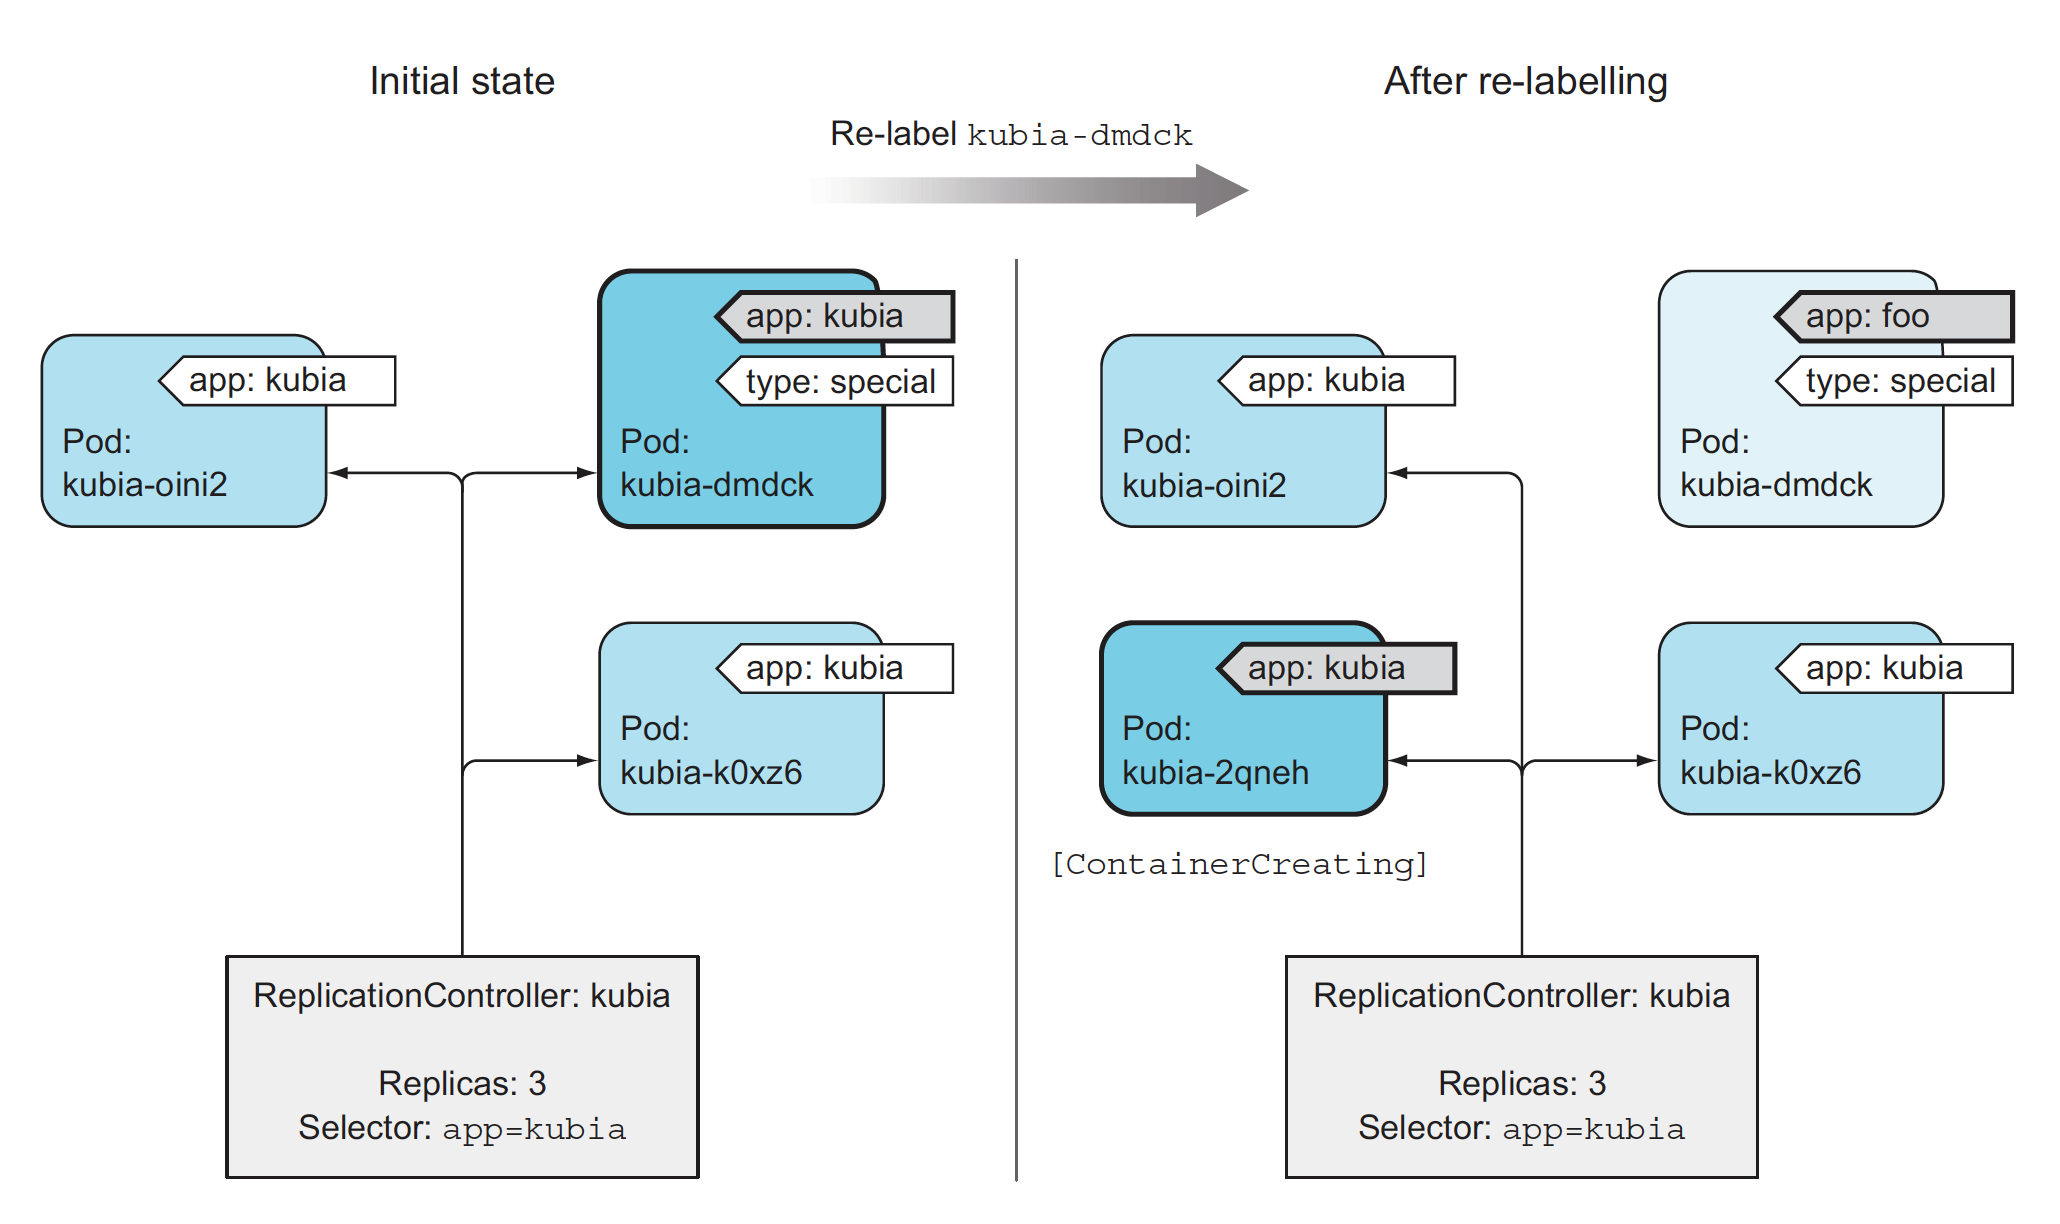 Initial state
After re-labelling
Re-label kubia-dmdck
app: kubia
Pod:
kubia-oini2
app: kubia
type: special
Pod:
kubia-dmdck
app: kubia
Pod:
kubia-k0xz6
ReplicationController: kubia
Replicas: 3
Selector: app=kubia
app: kubia
Pod:
kubia-oini2
app: foo
type: special
Pod:
kubia-dmdck
app: kubia
Pod:
kubia-2qneh
[ContainerCreating]
app: kubia
Pod:
kubia-k0xz6
ReplicationController: kubia
Replicas: 3
Selector: app=kubia